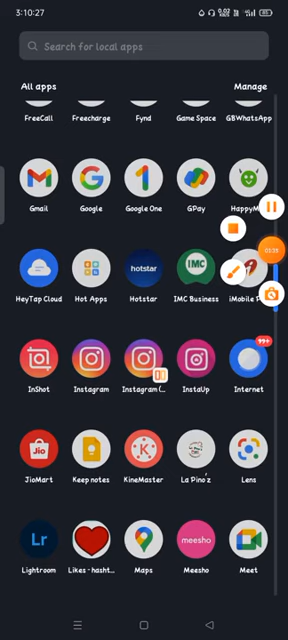 3:10:27
Search for local apps
All apps Manage
FreeCall Freecharge Fynd Game Space GBWhatsApp
Gmail Google Google One GPay HappyM
hotstar IMC
HeyTap Cloud Hot Apps Hotstar IMC Business iMobile P
99+
InShot Instagram Instagram (... InstaUp Internet
Jio K
JioMart Keep notes KineMaster La Pino'z Lens
Lr meesho
Lightroom Likes - hasht... Maps Meesho Meet